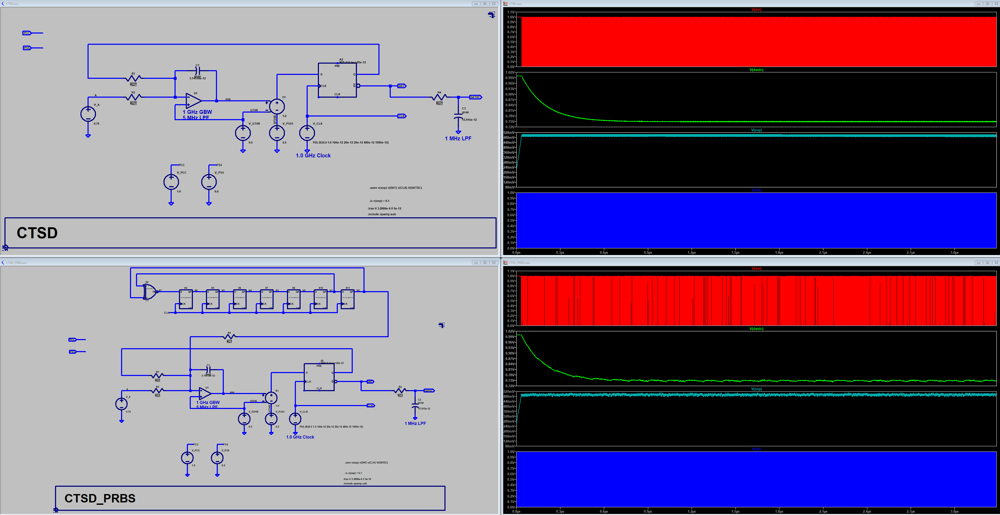 CTSD.asc
PCC
PSS
A2
REF=0.5 tau=20e-12
PRE
D
Q
CLK
Q
CLR
C1
gcap
3.14159e-12
R1
gres
10e3
A
R3
gres
10e3
U1
zop
1 GHz GBW
5 MHz LPF
V_A
0.75
E1
1.0
GTHR
VTHR
V_GTHR
0.5
V_PSS1
0.5
V_CLK
PULSE(0.0 1.0 100e-12 20e-12 20e-12 480e-12 1000e-12)
1.0 GHz Clock
DAT
CLK
R4
gres
10e3
DATDC
C3
gcap
15.915e-12
1 MHz LPF
PCC
V_PCC
1.0
PSS
V_PSS
0.0
.save v(zop) v(DAT) v(CLK) V(DATDC)
.ic v(zop) = 0.1
.tran 0 3.2868e-6 0 5e-12
.include opamp.sub
CTSD
CTSD.raw
V(dat)
1.1V
1.0V
0.9V
0.8V
0.7V
0.6V
0.5V
0.4V
0.3V
0.2V
0.1V
0.0V
V(datdc)
1.02V
0.99V
0.96V
0.93V
0.90V
0.87V
0.84V
0.81V
0.78V
0.75V
0.72V
V(zop)
520mV
480mV
440mV
400mV
360mV
320mV
280mV
240mV
200mV
160mV
120mV
80mV
V(clk)
1.0V
0.9V
0.8V
0.7V
0.6V
0.5V
0.4V
0.3V
0.2V
0.1V
0.0V
0.0µs 0.3µs 0.6µs 0.9µs 1.2µs 1.5µs 1.8µs 2.1µs 2.4µs 2.7µs 3.0µs
CTSD_PRBS.asc
X2
b7
X4
b6
X5
b5
X6
b4
X7
b3
X8
b2
X10
b1
X11
b0
D QP D QP D QP D QP D QP D QP D QP
CK CK CK CK CK CK CK
CLK
R5
gres
50e3
PCC
PSS
A2
REF=0.5 tau=20e-12
PRE
D
Q
CLK
Q
CLR
C1
gcap
3.14159e-12
R1
gres
10e3
A
R3
gres
10e3
U1
zop
1 GHz GBW
5 MHz LPF
V_A
0.75
E1
1.0
GTHR
VTHR
V_GTHR
0.5
V_PSS1
0.5
V_CLK
PULSE(0.0 1.0 100e-12 20e-12 20e-12 480e-12 1000e-12)
1.0 GHz Clock
DAT
CLK
R4
gres
10e3
DATDC
C3
gcap
15.915e-12
1 MHz LPF
PCC
V_PCC
1.0
PSS
V_PSS
0.0
.save v(zop) v(DAT) v(CLK) V(DATDC)
.ic v(zop) = 0.1
.tran 0 3.2868e-6 0 5e-12
.include opamp.sub
CTSD_PRBS
CTSD_PRBS.raw
V(dat)
1.1V
1.0V
0.9V
0.8V
0.7V
0.6V
0.5V
0.4V
0.3V
0.2V
0.1V
0.0V
V(datdc)
1.02V
0.99V
0.96V
0.93V
0.90V
0.87V
0.84V
0.81V
0.78V
0.75V
0.72V
V(zop)
520mV
480mV
440mV
400mV
360mV
320mV
280mV
240mV
200mV
160mV
120mV
80mV
V(clk)
1.0V
0.9V
0.8V
0.7V
0.6V
0.5V
0.4V
0.3V
0.2V
0.1V
0.0V
0.0µs 0.3µs 0.6µs 0.9µs 1.2µs 1.5µs 1.8µs 2.1µs 2.4µs 2.7µs 3.0µs